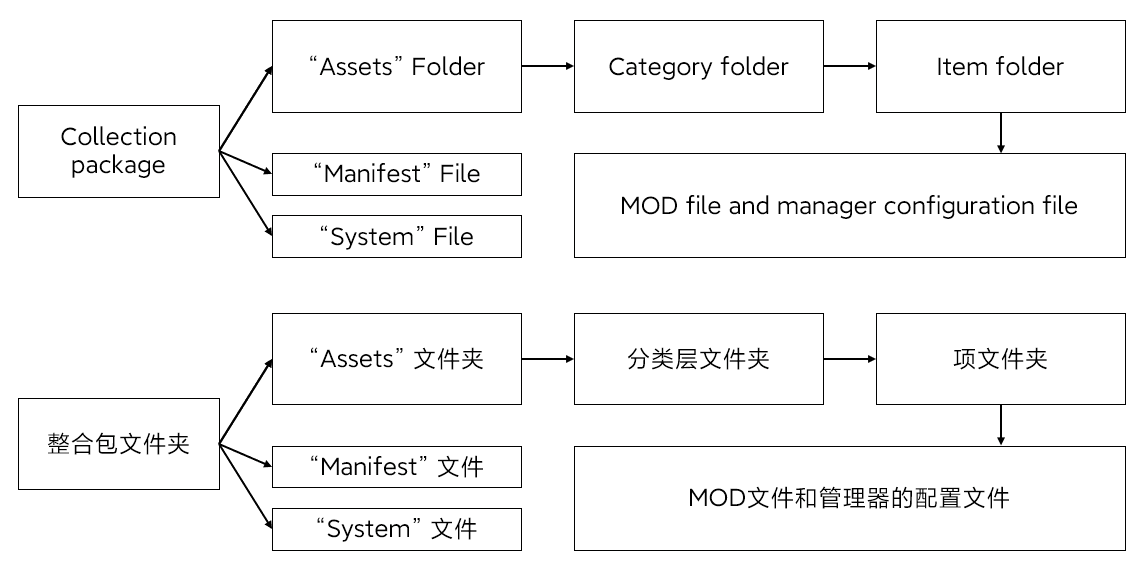 “Assets” Folder
Category folder
Item folder
Collection
package
“Manifest” File
“System” File
MOD file and manager configuration file
“Assets” 文件夹
分类层文件夹
项文件夹
整合包文件夹
“Manifest” 文件
“System” 文件
MOD文件和管理器的配置文件